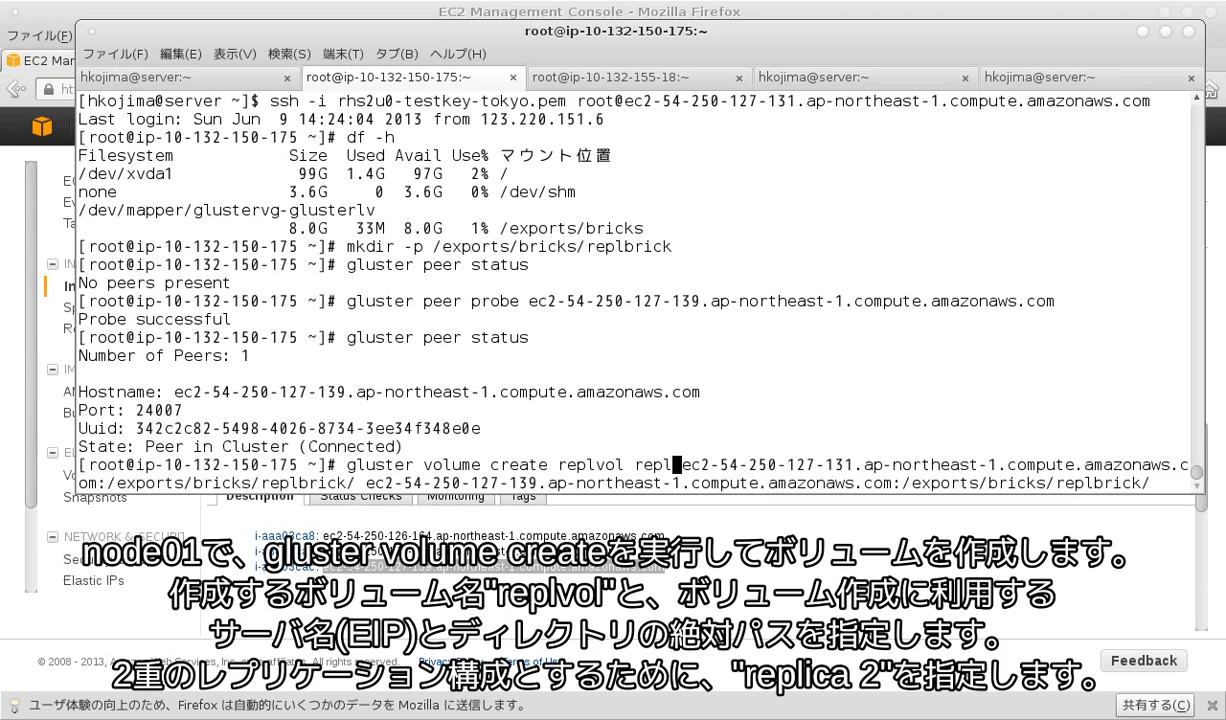 EC2 Management Console - Mozilla Firefox
ファイル(F)
root@ip-10-132-150-175:~
ファイル(F) 編集(E) 表示(V) 検索(S) 端末(T) タブ(B) ヘルプ(H)
EC2 Man
hkojima@server:~ × root@ip-10-132-150-175:~ × root@ip-10-132-155-18:~ × hkojima@server:~ × hkojima@server:~ ×
[hkojima@server ~]$ ssh -i rhs2u0-testkey-tokyo.pem root@ec2-54-250-127-131.ap-northeast-1.compute.amazonaws.com
Last login: Sun Jun  9 14:24:04 2013 from 123.220.151.6
[root@ip-10-132-150-175 ~]# df -h
Filesystem            Size  Used Avail Use% マウント位置
/dev/xvda1             99G  1.4G   97G   2% /
none                  3.6G     0  3.6G   0% /dev/shm
/dev/mapper/glustervg-glusterlv
                      8.0G   33M  8.0G   1% /exports/bricks
[root@ip-10-132-150-175 ~]# mkdir -p /exports/bricks/replbrick
[root@ip-10-132-150-175 ~]# gluster peer status
No peers present
[root@ip-10-132-150-175 ~]# gluster peer probe ec2-54-250-127-139.ap-northeast-1.compute.amazonaws.com
Probe successful
[root@ip-10-132-150-175 ~]# gluster peer status
Number of Peers: 1
Hostname: ec2-54-250-127-139.ap-northeast-1.compute.amazonaws.com
Port: 24007
Uuid: 342c2c82-5498-4026-8734-3ee34f348e0e
State: Peer in Cluster (Connected)
[root@ip-10-132-150-175 ~]# gluster volume create replvol repl ec2-54-250-127-131.ap-northeast-1.compute.amazonaws.c
om:/exports/bricks/replbrick/ ec2-54-250-127-139.ap-northeast-1.compute.amazonaws.com:/exports/bricks/replbrick/
Snapshots
Description Status Checks Monitoring Tags
NETWORK & SECURI
Elastic IPs
node01で、gluster volume createを実行してボリュームを作成します。
作成するボリューム名"replvol"と、ボリューム作成に利用する
サーバ名(EIP)とディレクトリの絶対パスを指定します。
2重のレプリケーション構成とするために、"replica 2"を指定します。
© 2008 - 2013,
Feedback
ユーザ体験の向上のため、Firefox は自動的にいくつかのデータを Mozilla に送信します。
共有する(C) ×